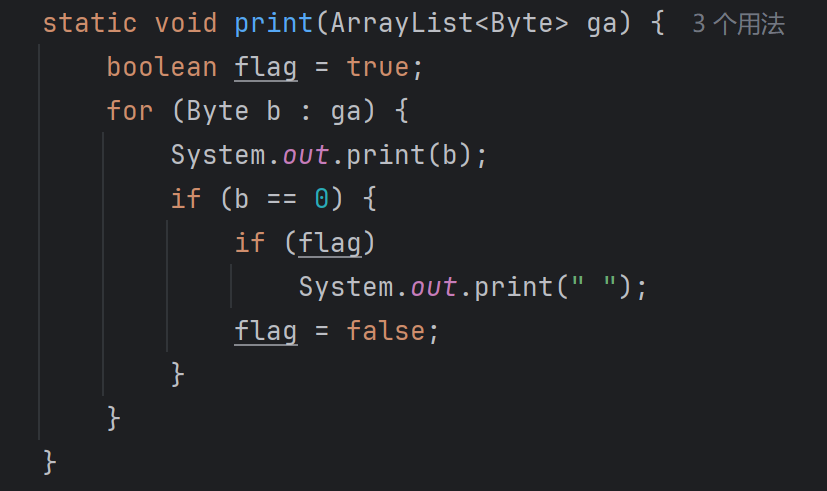 static void print(ArrayList<Byte> ga) { 3 个用法
    boolean flag = true;
    for (Byte b : ga) {
        System.out.print(b);
        if (b == 0) {
            if (flag)
                System.out.print(" ");
            flag = false;
        }
    }
}